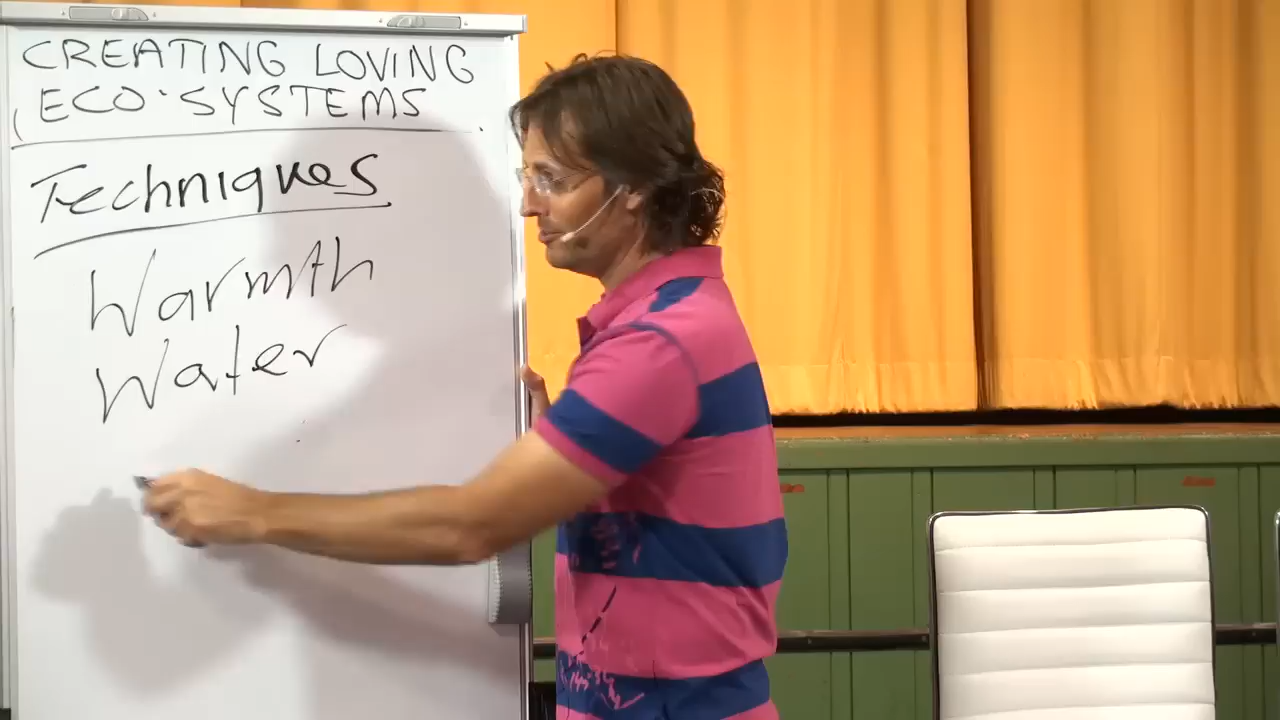 CREATING LOVING
ECO·SYSTEMS
Techniques
Warmth
Water